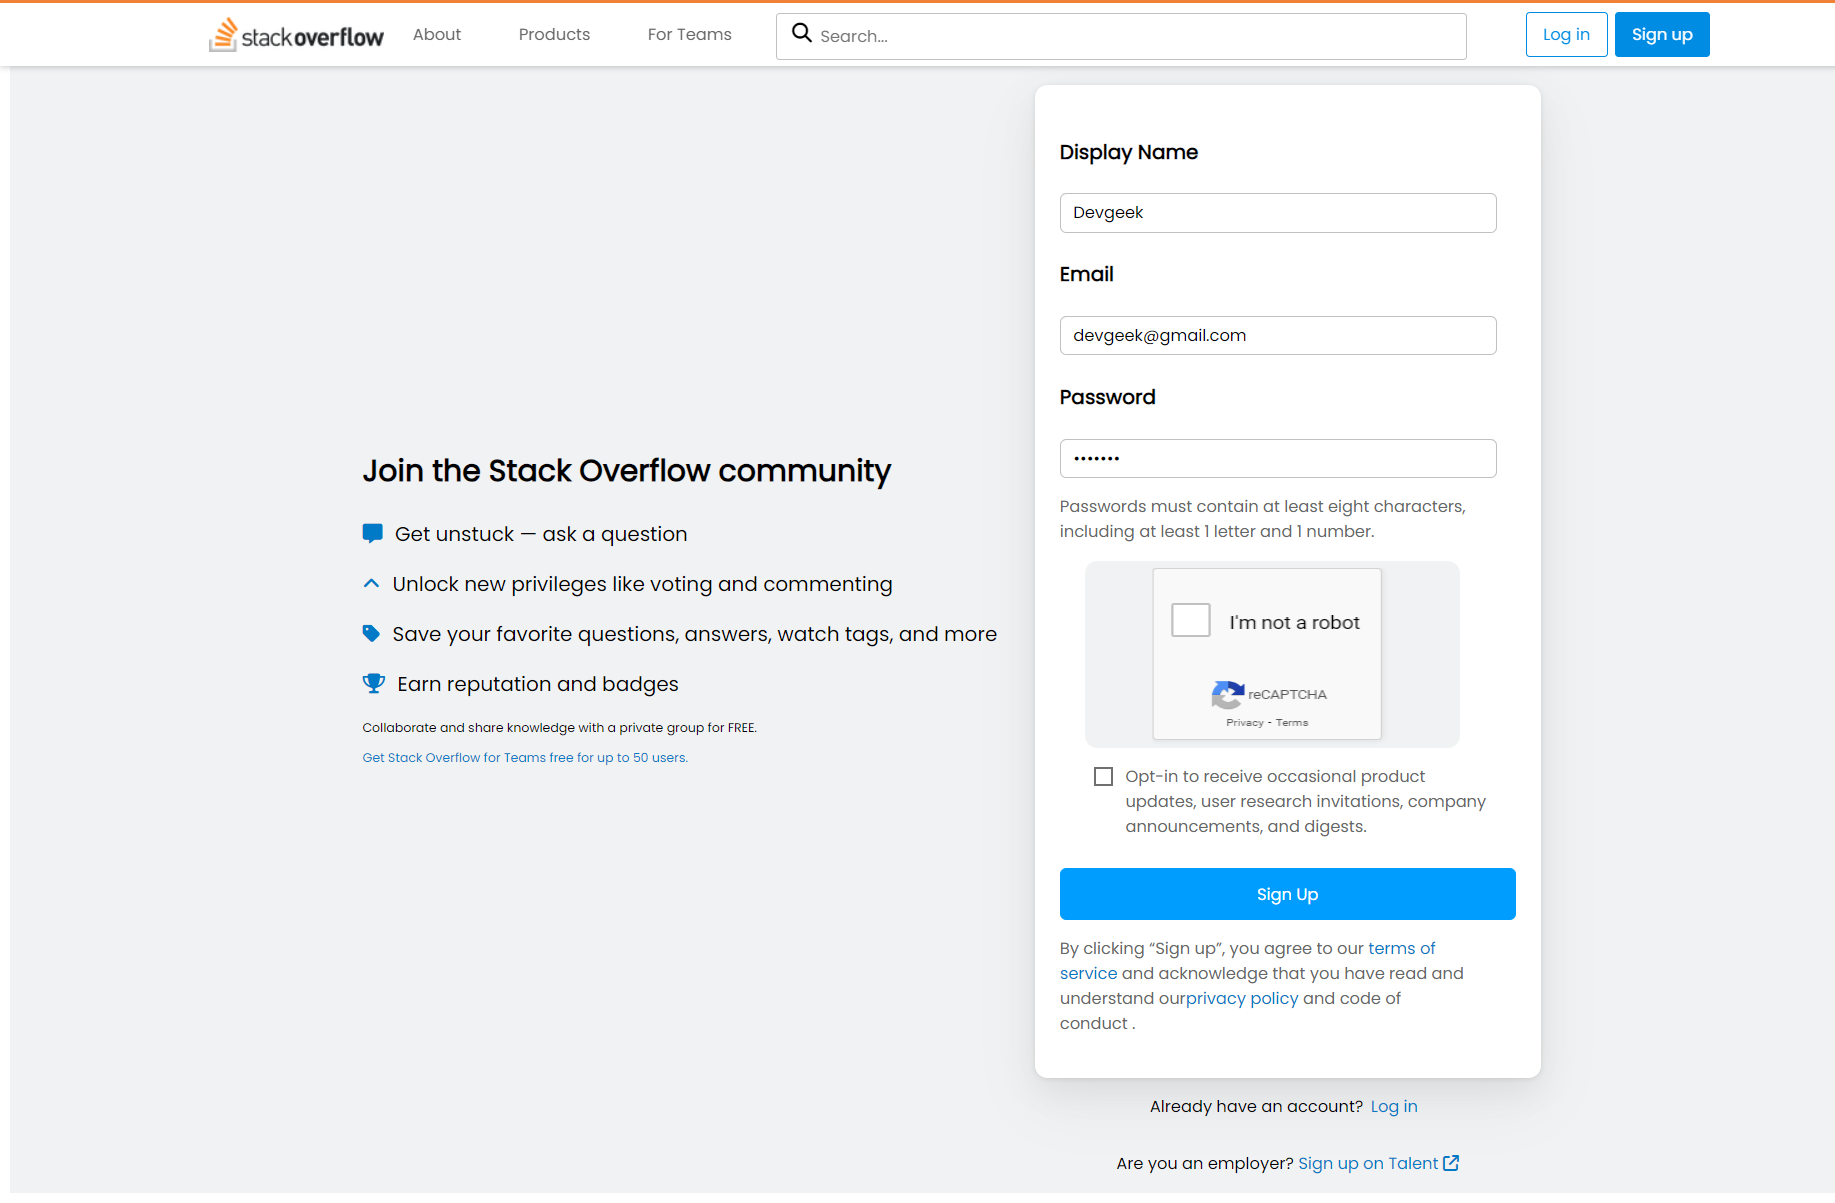 stackoverflow About Products For Teams Search... Log in Sign up
Join the Stack Overflow community
Get unstuck — ask a question
Unlock new privileges like voting and commenting
Save your favorite questions, answers, watch tags, and more
Earn reputation and badges
Collaborate and share knowledge with a private group for FREE.
Get Stack Overflow for Teams free for up to 50 users.
Display Name
Devgeek
Email
devgeek@gmail.com
Password
•••••••
Passwords must contain at least eight characters,
including at least 1 letter and 1 number.
I'm not a robot
reCAPTCHA
Privacy - Terms
Opt-in to receive occasional product
updates, user research invitations, company
announcements, and digests.
Sign Up
By clicking “Sign up”, you agree to our terms of
service and acknowledge that you have read and
understand ourprivacy policy and code of
conduct .
Already have an account? Log in
Are you an employer? Sign up on Talent